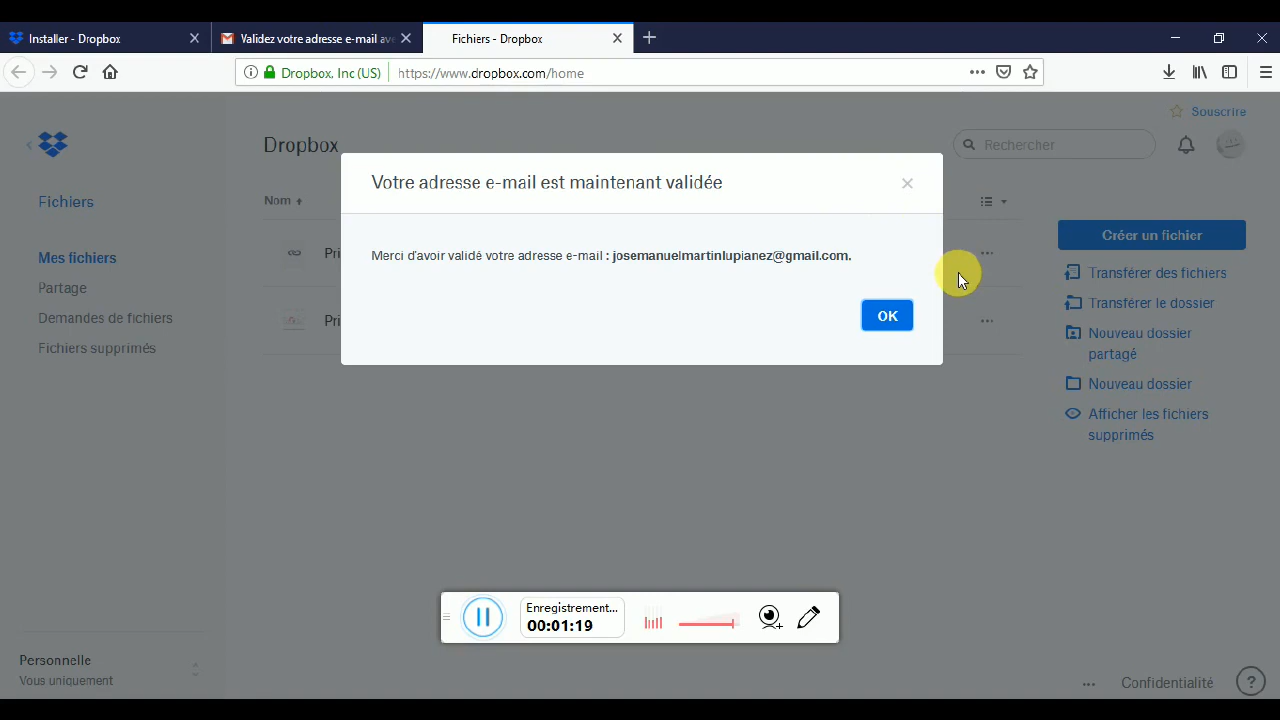 Installer - Dropbox
Validez votre adresse e-mail ave
Fichiers - Dropbox
Dropbox, Inc (US)
https://www.dropbox.com/home
Souscrire
Dropbox
Rechercher
Votre adresse e-mail est maintenant validée
Fichiers
Nom
Créer un fichier
Mes fichiers
Pri
Merci d'avoir validé votre adresse e-mail : josemanuelmartinlupianez@gmail.com.
Transférer des fichiers
Partage
Transférer le dossier
Demandes de fichiers
Pri
OK
Nouveau dossier
partagé
Fichiers supprimés
Nouveau dossier
Afficher les fichiers
supprimés
Enregistrement...
00:01:19
Personnelle
Vous uniquement
Confidentialité
?